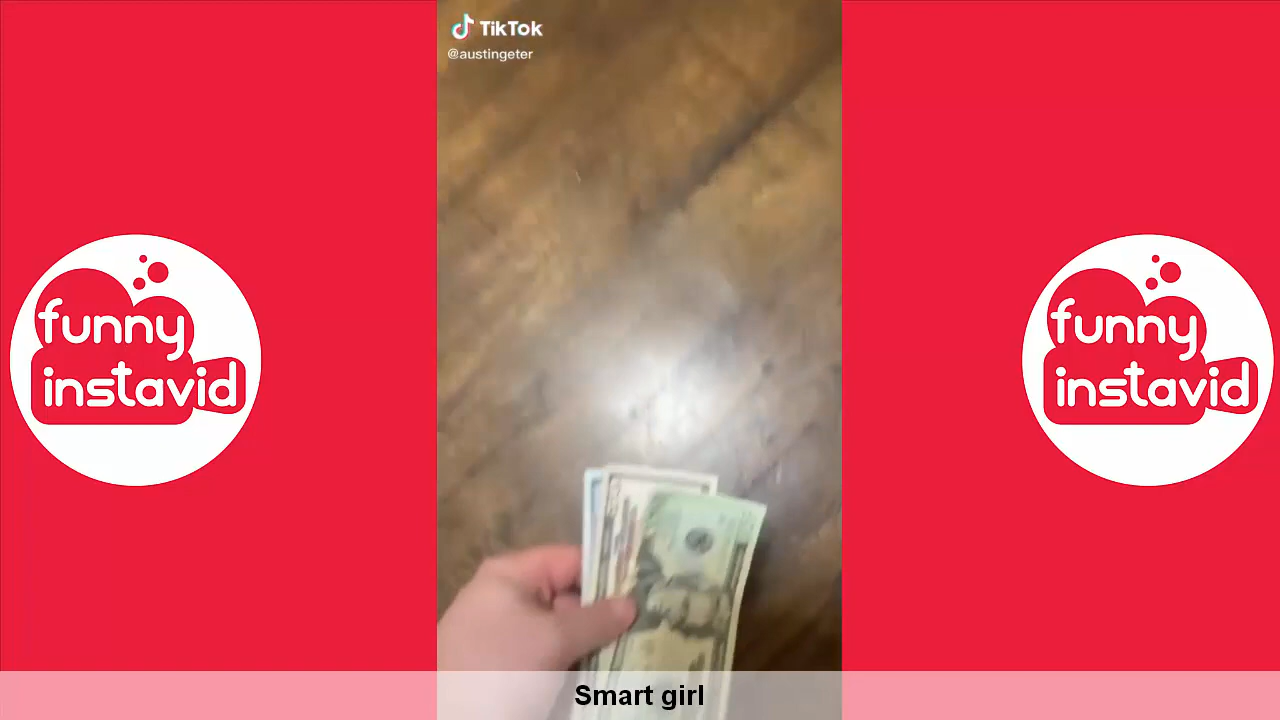 TikTok
@austingeter
funny
instavid
funny
instavid
Smart girl